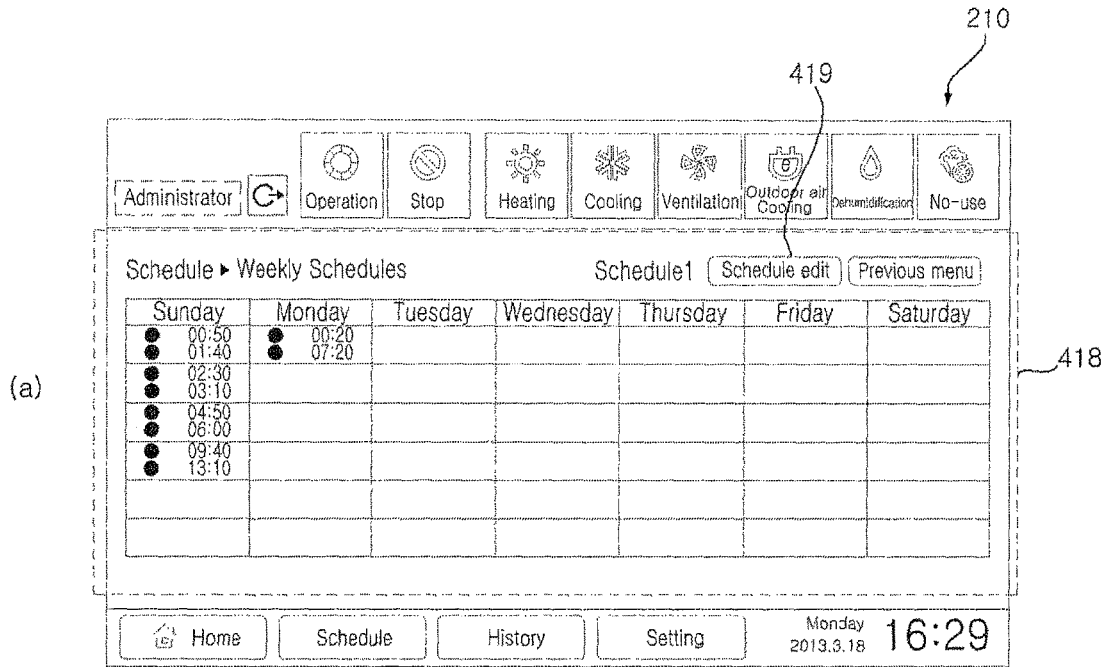 210
419
Administrator
Operation
Stop
Heating
Cooling
Ventilation
Outdoor air Cooling
Dehumidification
No-use
Schedule ▸ Weekly Schedules
Schedule1
Schedule edit
Previous menu
Sunday Monday Tuesday Wednesday Thursday Friday Saturday
00:50 00:20
01:40 07:20
02:30
03:10
(a)
418
04:50
06:00
09:40
13:10
Home
Schedule
History
Setting
Monday
2013.3.18
16:29